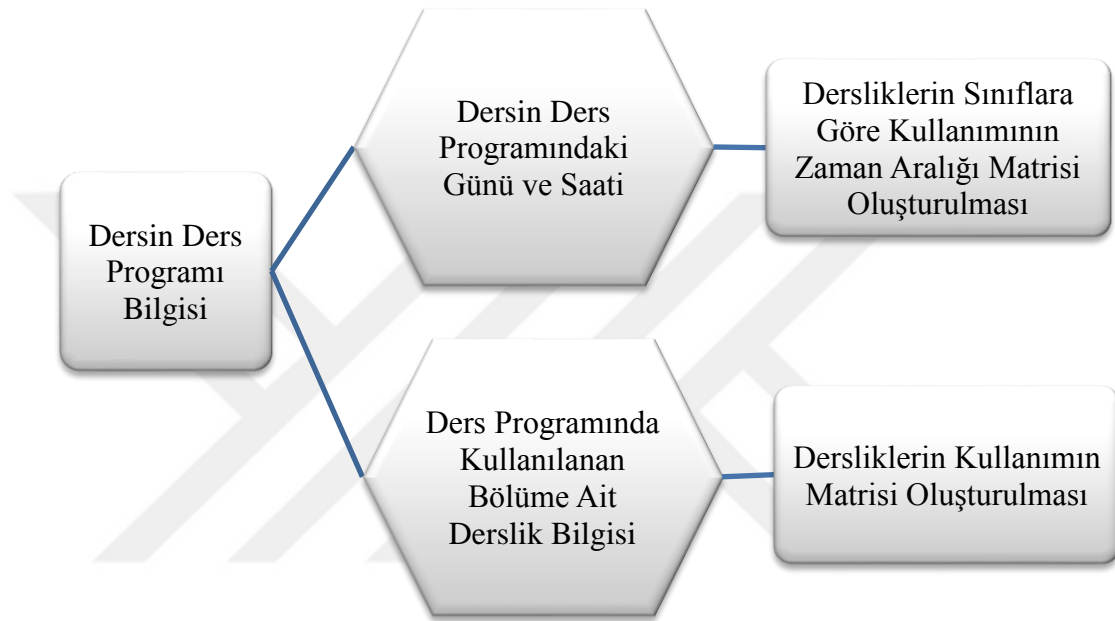 Dersin Ders
Programı
Bilgisi
Dersin Ders
Programındaki
Günü ve Saati
Dersliklerin Sınıflara
Göre Kullanımının
Zaman Aralığı Matrisi
Oluşturulması
Ders Programında
Kullanılanan
Bölüme Ait
Derslik Bilgisi
Dersliklerin Kullanımın
Matrisi Oluşturulması